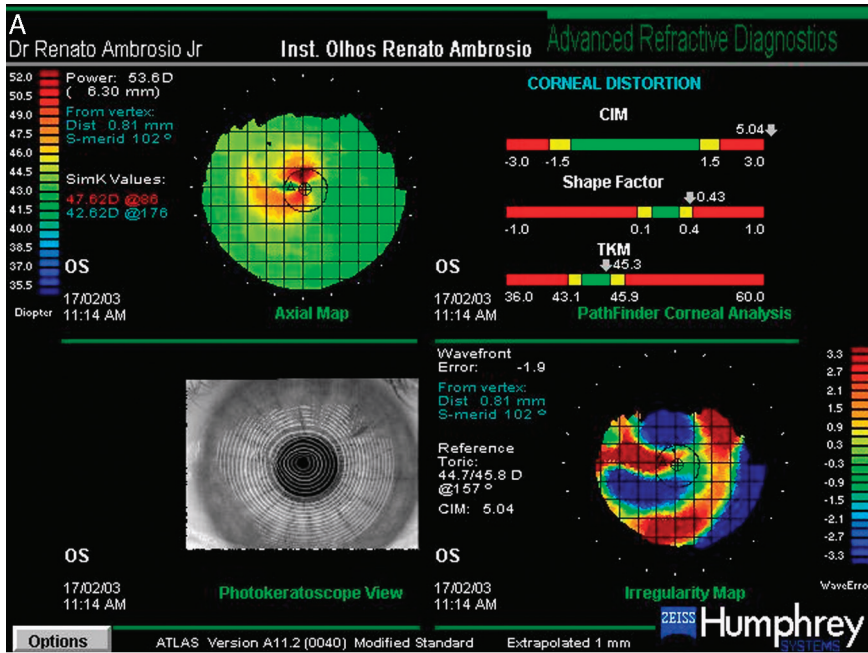 A
Dr Renato Ambrosio Jr
Inst. Olhos Renato Ambrosio
Advanced Refractive Diagnostics
52.0
50.5
49.0
47.5
46.0
44.5
43.0
41.5
40.0
38.5
37.0
35.5
Diopter
Power: 53.6 D
( 6.30 mm)
From vertex:
Dist 0.81 mm
S-merid 102 º
SimK Values:
47.62D @86
42.62D @176
OS
17/02/03
11:14 AM
Axial Map
CORNEAL DISTORTION
CIM
5.04
-3.0 -1.5 1.5 3.0
Shape Factor
0.43
-1.0 0.1 0.4 1.0
TKM
45.3
36.0 43.1 45.9 60.0
OS
17/02/03
11:14 AM
PathFinder Corneal Analysis
OS
17/02/03
11:14 AM
Photokeratoscope View
Wavefront
Error: -1.9
From vertex:
Dist 0.81 mm
S-merid 102 º
Reference
Toric:
44.7/45.8 D
@157 º
CIM: 5.04
OS
17/02/03
11:14 AM
Irregularity Map
3.3
2.7
2.1
1.5
0.9
0.3
-0.3
-0.9
-1.5
-2.1
-2.7
-3.3
WaveError
Options
ATLAS Version A11.2 (0040) Modified Standard Extrapolated 1 mm
ZEISS Humphrey
SYSTEMS